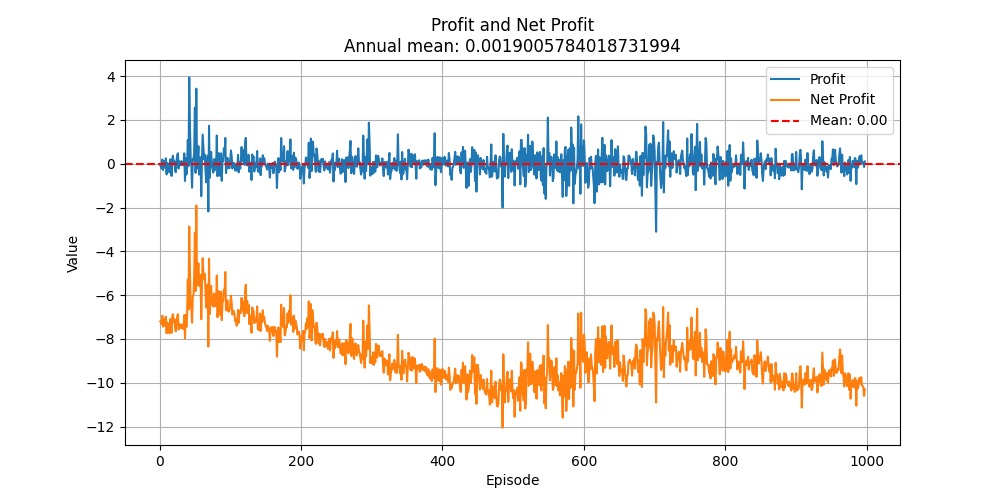 Profit and Net Profit
Annual mean: 0.0019005784018731994
Profit
Net Profit
Mean: 0.00
Value
4
2
0
−2
−4
−6
−8
−10
−12
0 200 400 600 800 1000
Episode